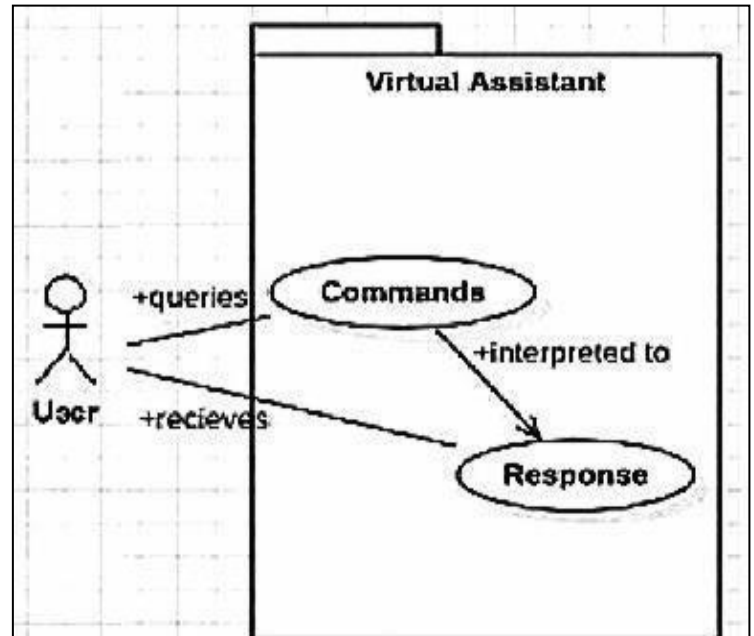 Virtual Assistant
+queries
Commands
+interpreted to
User
+recieves
Response